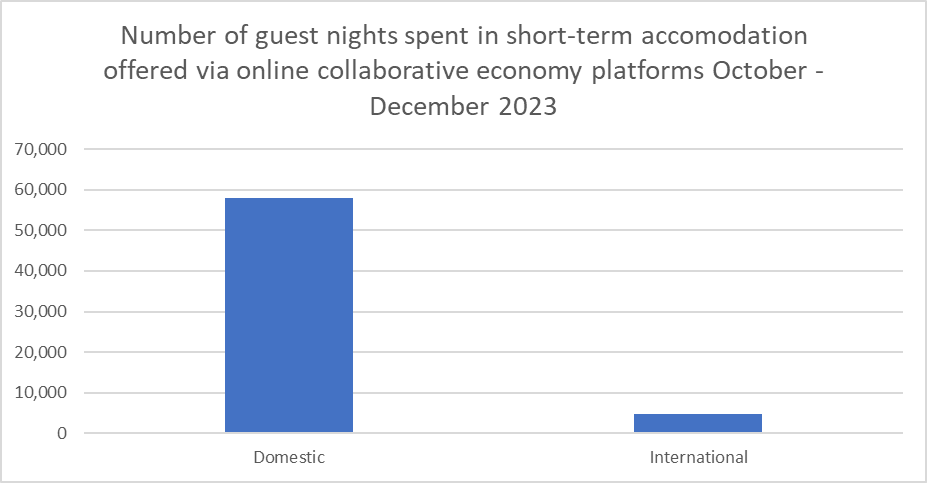 Number of guest nights spent in short-term accomodation
offered via online collaborative economy platforms October -
December 2023
70,000
60,000
50,000
40,000
30,000
20,000
10,000
0
Domestic
International